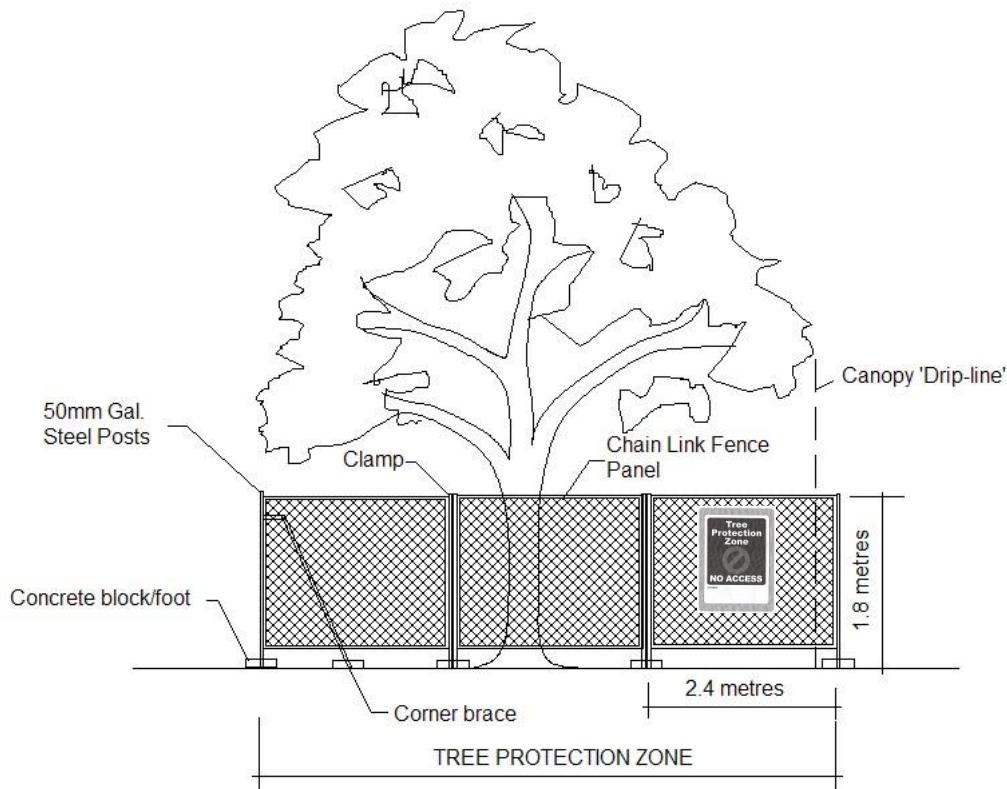 Canopy 'Drip-line'
50mm Gal.
Steel Posts
Clamp
Chain Link Fence
Panel
Tree
Protection
Zone
NO ACCESS
Concrete block/foot
1.8 metres
2.4 metres
Corner brace
TREE PROTECTION ZONE